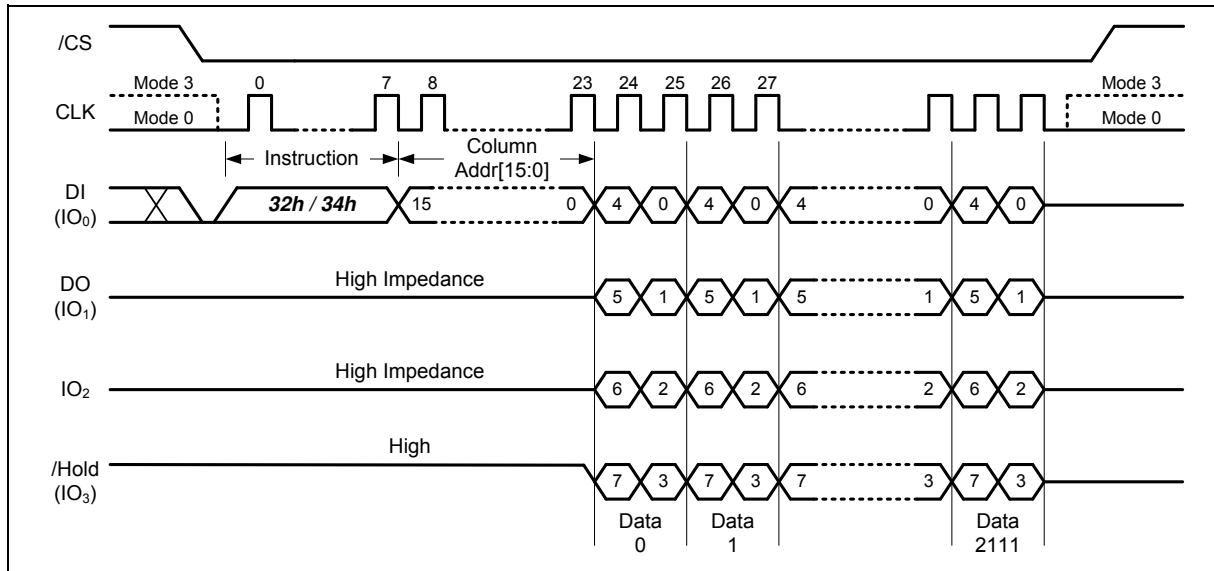 /CS
Mode 3 0 7 8 23 24 25 26 27 Mode 3
CLK
Mode 0 Mode 0
Instruction Column
Addr[15:0]
DI
(IO₀)
32h / 34h 15 0 4 0 4 0 4 0 4 0
High Impedance
DO
(IO₁)
5 1 5 1 5 1 5 1
High Impedance
IO₂
6 2 6 2 6 2 6 2
High
/Hold
(IO₃)
7 3 7 3 7 3 7 3
Data Data Data
0 1 2111